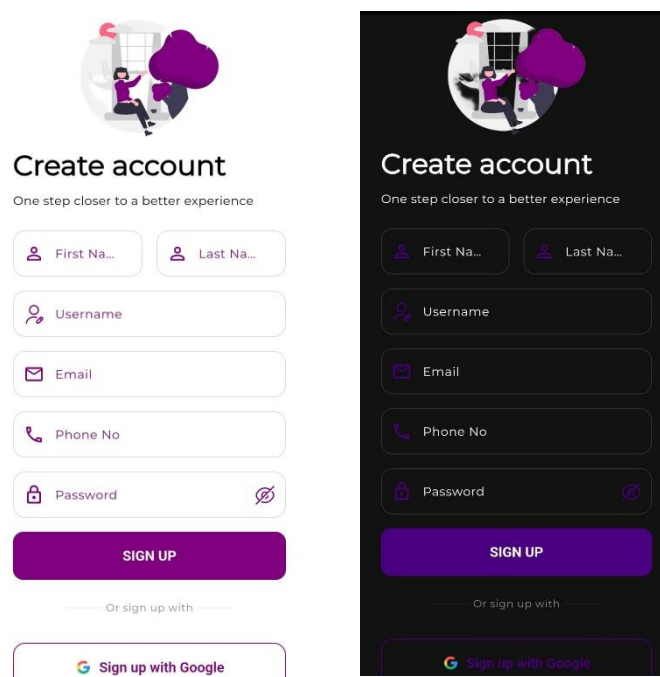 Create account
One step closer to a better experience
First Na...
Last Na...
Username
Email
Phone No
Password
SIGN UP
Or sign up with
Sign up with Google
Create account
One step closer to a better experience
First Na...
Last Na...
Username
Email
Phone No
Password
SIGN UP
Or sign up with
Sign up with Google